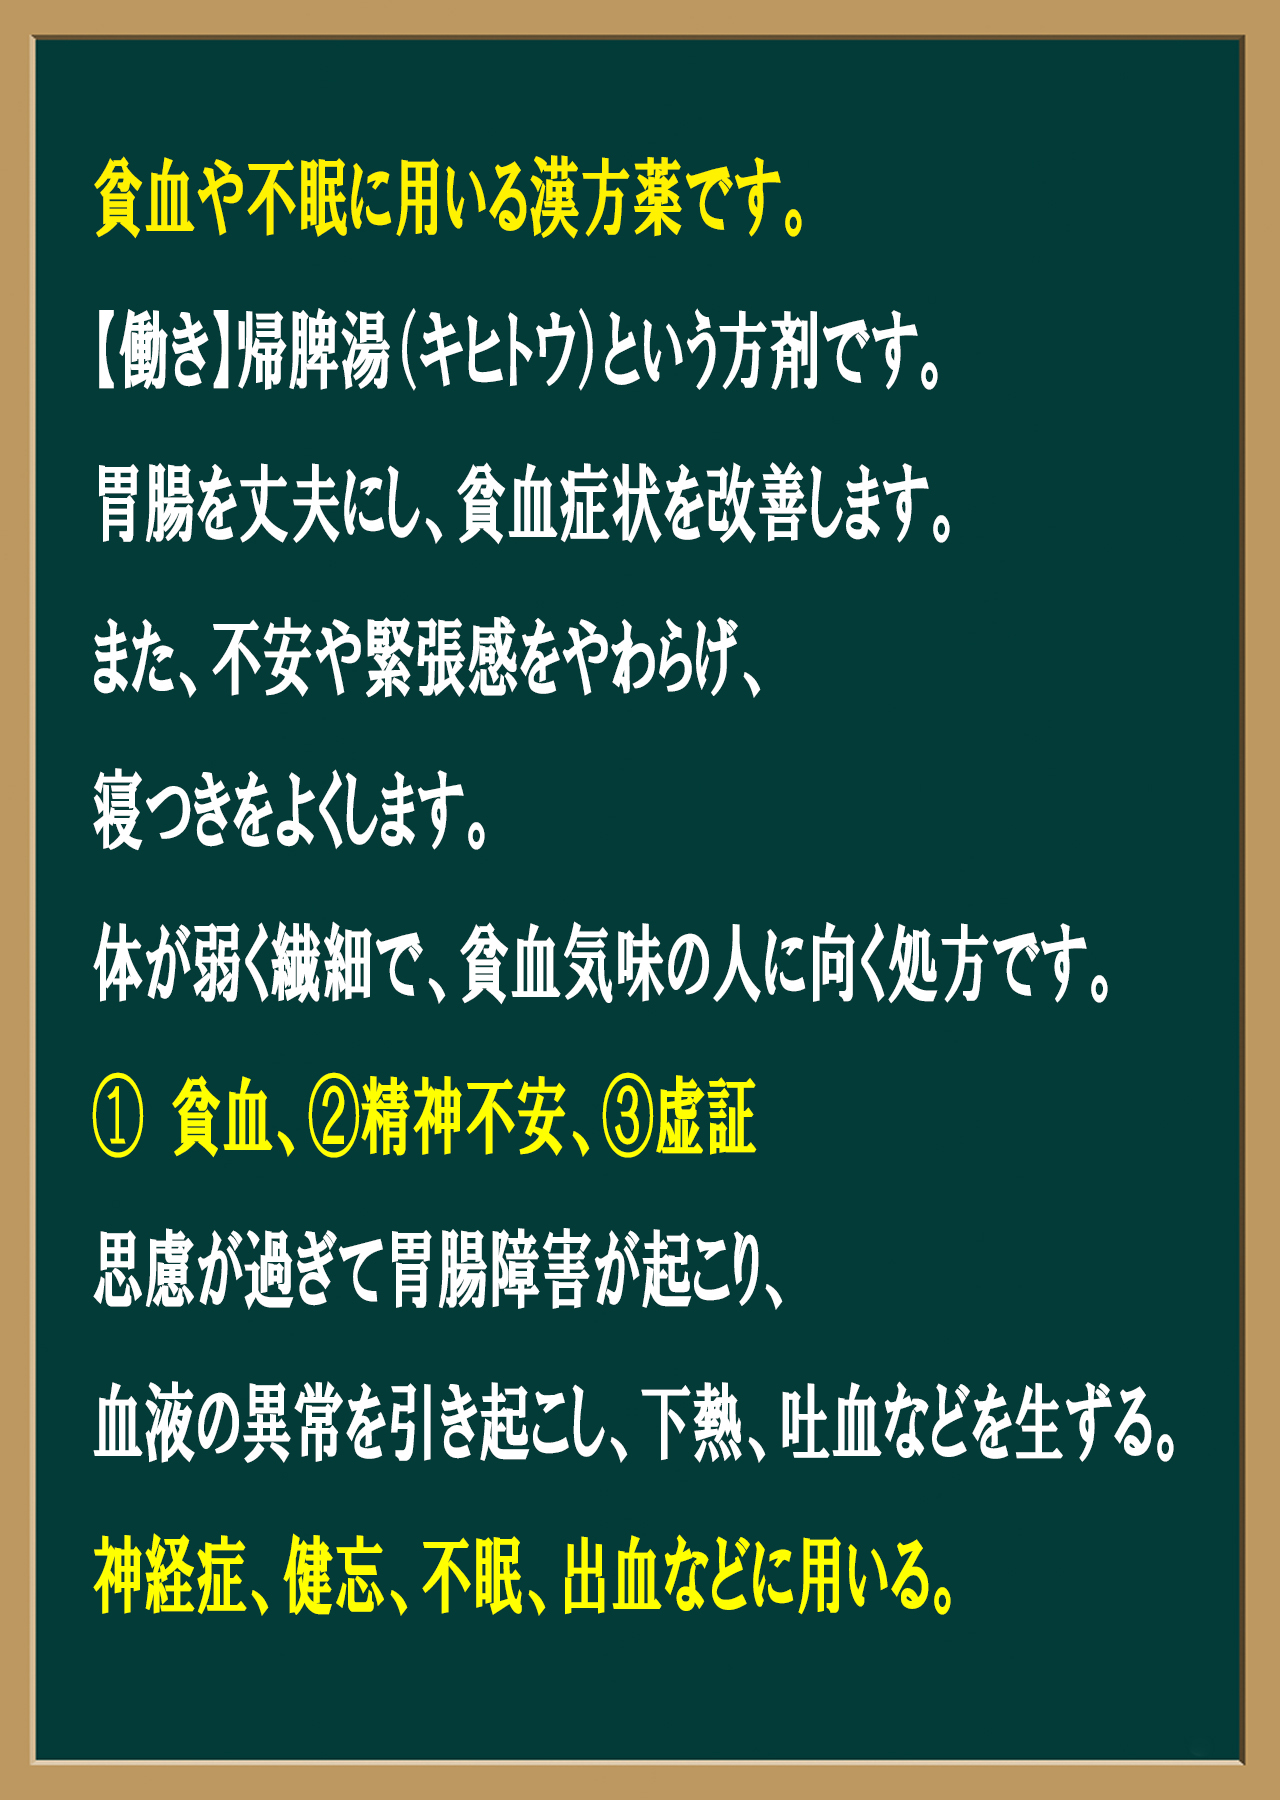 貧血や不眠に用いる漢方薬です。
【働き】帰脾湯（キヒトウ）という方剤です。
胃腸を丈夫にし、貧血症状を改善します。
また、不安や緊張感をやわらげ、
寝つきをよくします。
体が弱く繊細で、貧血気味の人に向く処方です。
① 貧血、②精神不安、③虚証
思慮が過ぎて胃腸障害が起こり、
血液の異常を引き起こし、下熱、吐血などを生ずる。
神経症、健忘、不眠、出血などに用いる。